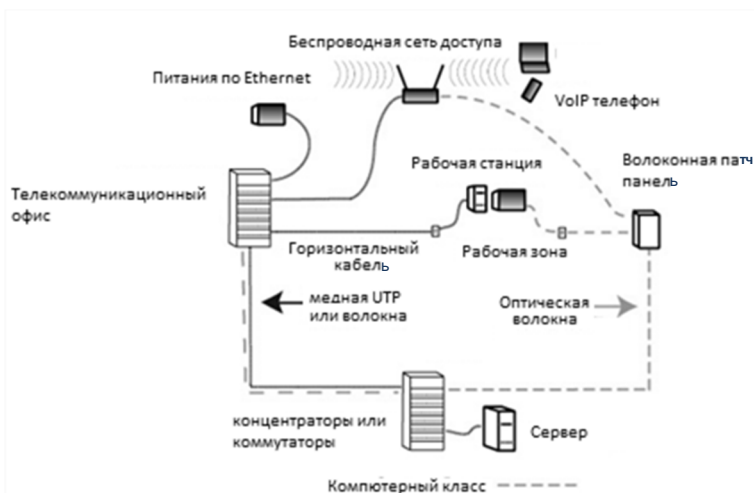 Беспроводная сеть доступа
Питания по Ethernet
VoIP телефон
Рабочая станция
Волоконная патч
панель
Телекоммуникационный
офис
Горизонтальный
кабель
Рабочая зона
медная UTP
или волокна
Оптическая
волокна
концентраторы или
коммутаторы
Сервер
Компютерный класс